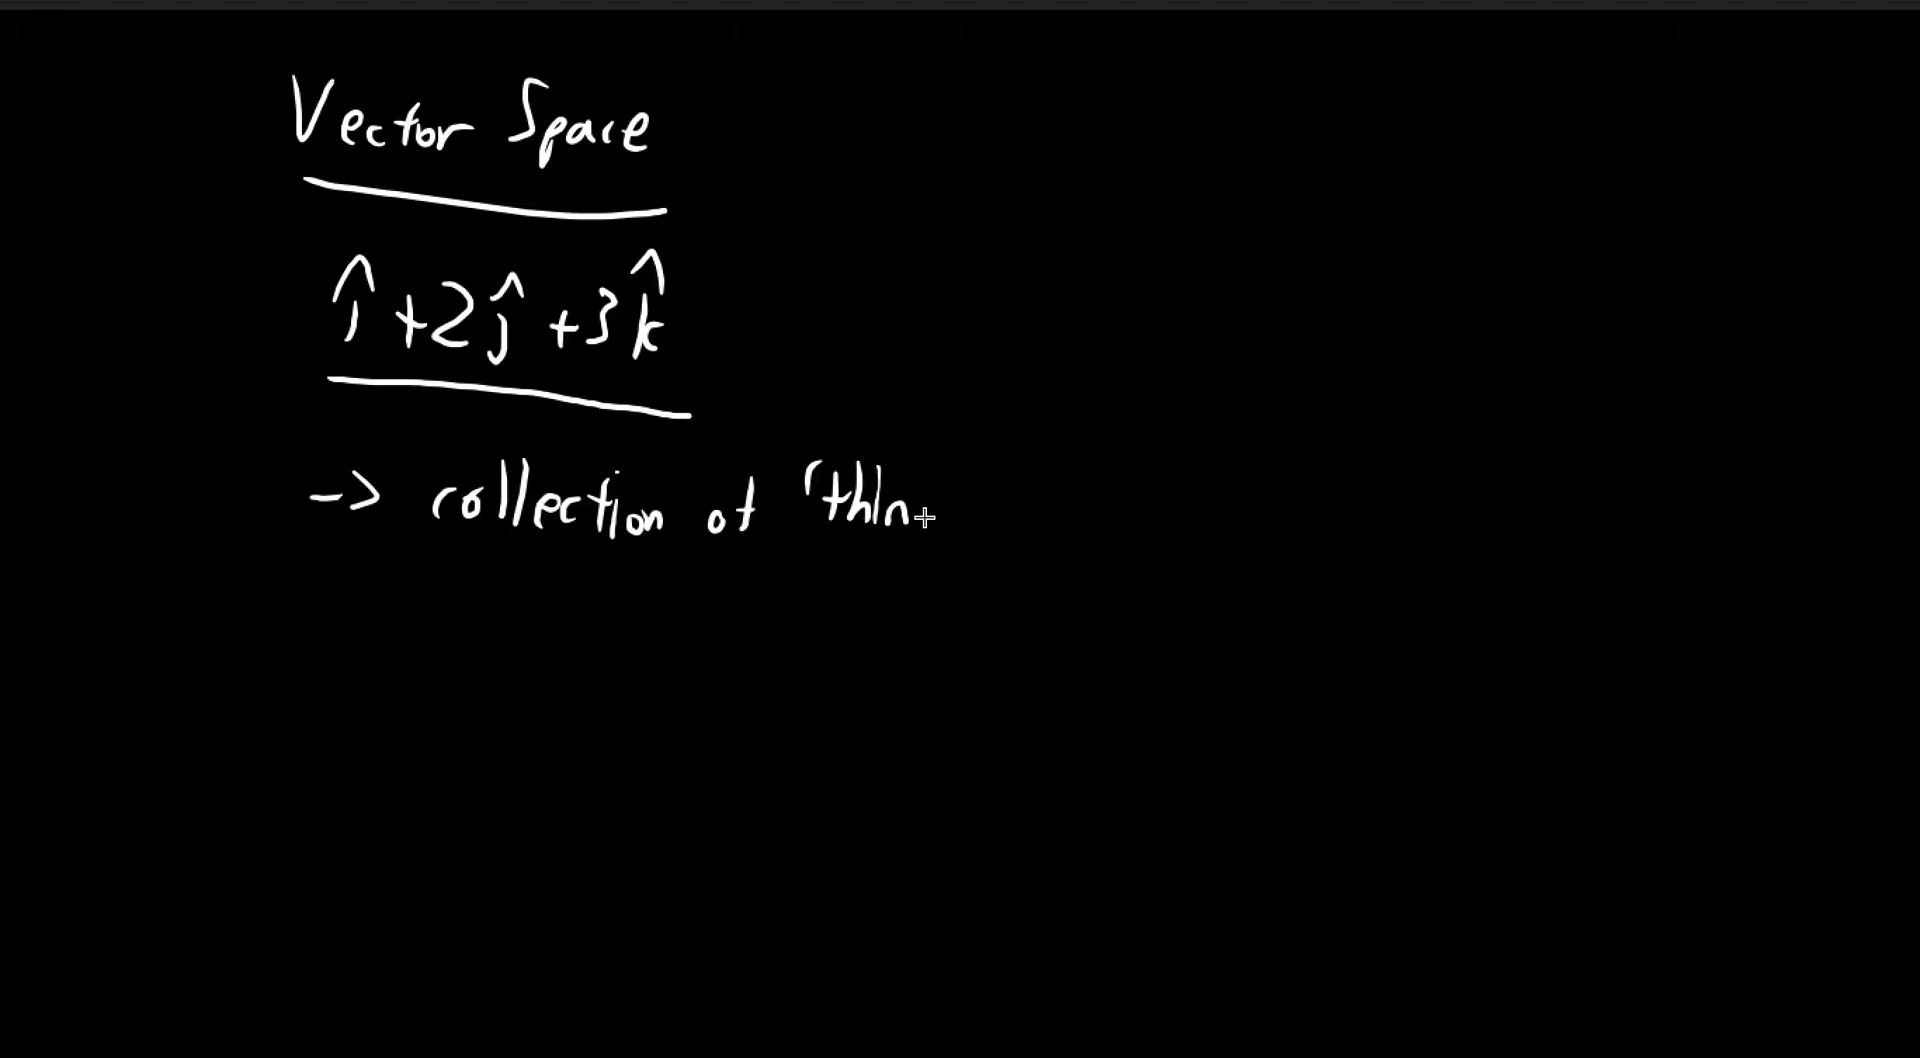 Vector Space
î + 2ĵ + 3k̂
-> collection of 'thin